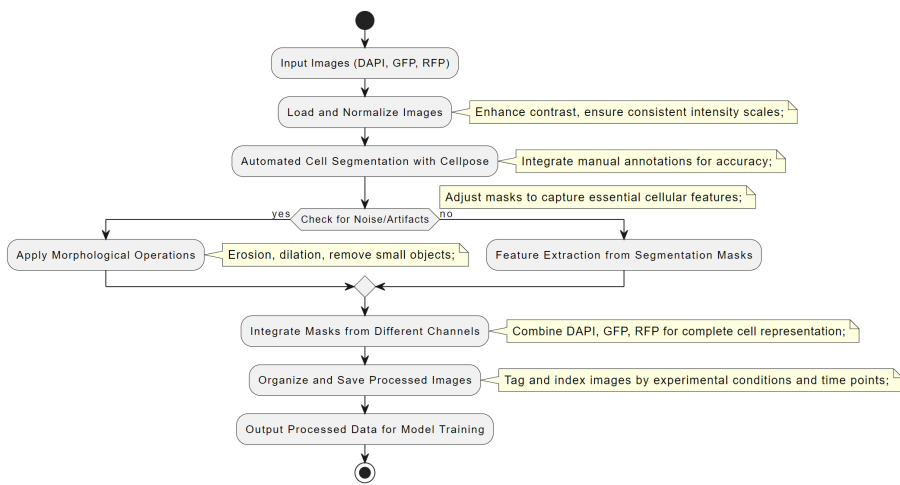 Input Images (DAPI, GFP, RFP)
Load and Normalize Images
Enhance contrast, ensure consistent intensity scales;
Automated Cell Segmentation with Cellpose
Integrate manual annotations for accuracy;
Adjust masks to capture essential cellular features;
yes
Check for Noise/Artifacts
no
Apply Morphological Operations
Erosion, dilation, remove small objects;
Feature Extraction from Segmentation Masks
Integrate Masks from Different Channels
Combine DAPI, GFP, RFP for complete cell representation;
Organize and Save Processed Images
Tag and index images by experimental conditions and time points;
Output Processed Data for Model Training